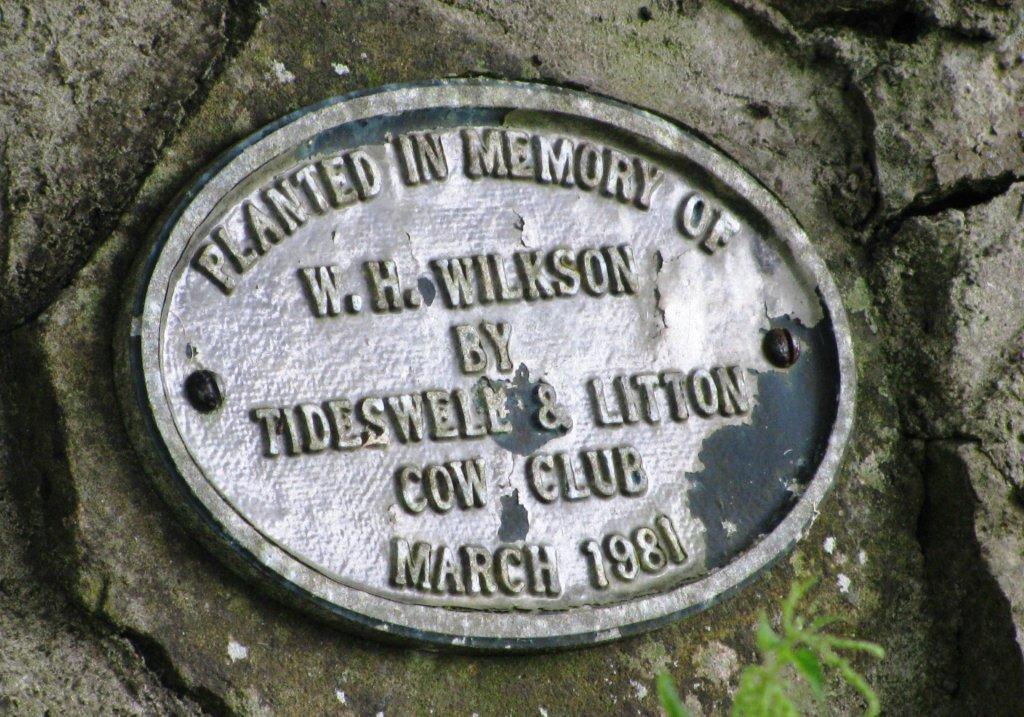 PLANTED IN MEMORY OF
W. H. WILKSON
BY
TIDESWELL & LITTON
COW CLUB
MARCH 1981